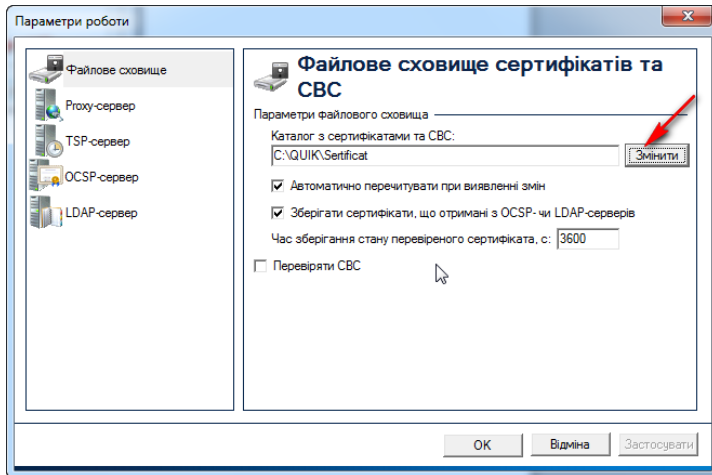 Параметри роботи
Файлове сховище
Proxy-сервер
TSP-сервер
OCSP-сервер
LDAP-сервер
Файлове сховище сертифікатів та
СВС
Параметри файлового сховища
Каталог з сертифікатами та СВС:
C:\QUIK\Sertificat
Змінити
Автоматично перечитувати при виявленні змін
Зберігати сертифікати, що отримані з OCSP- чи LDAP-серверів
Час зберігання стану перевіреного сертифіката, с: 3600
Перевіряти СВС
OK
Відміна
Застосувати